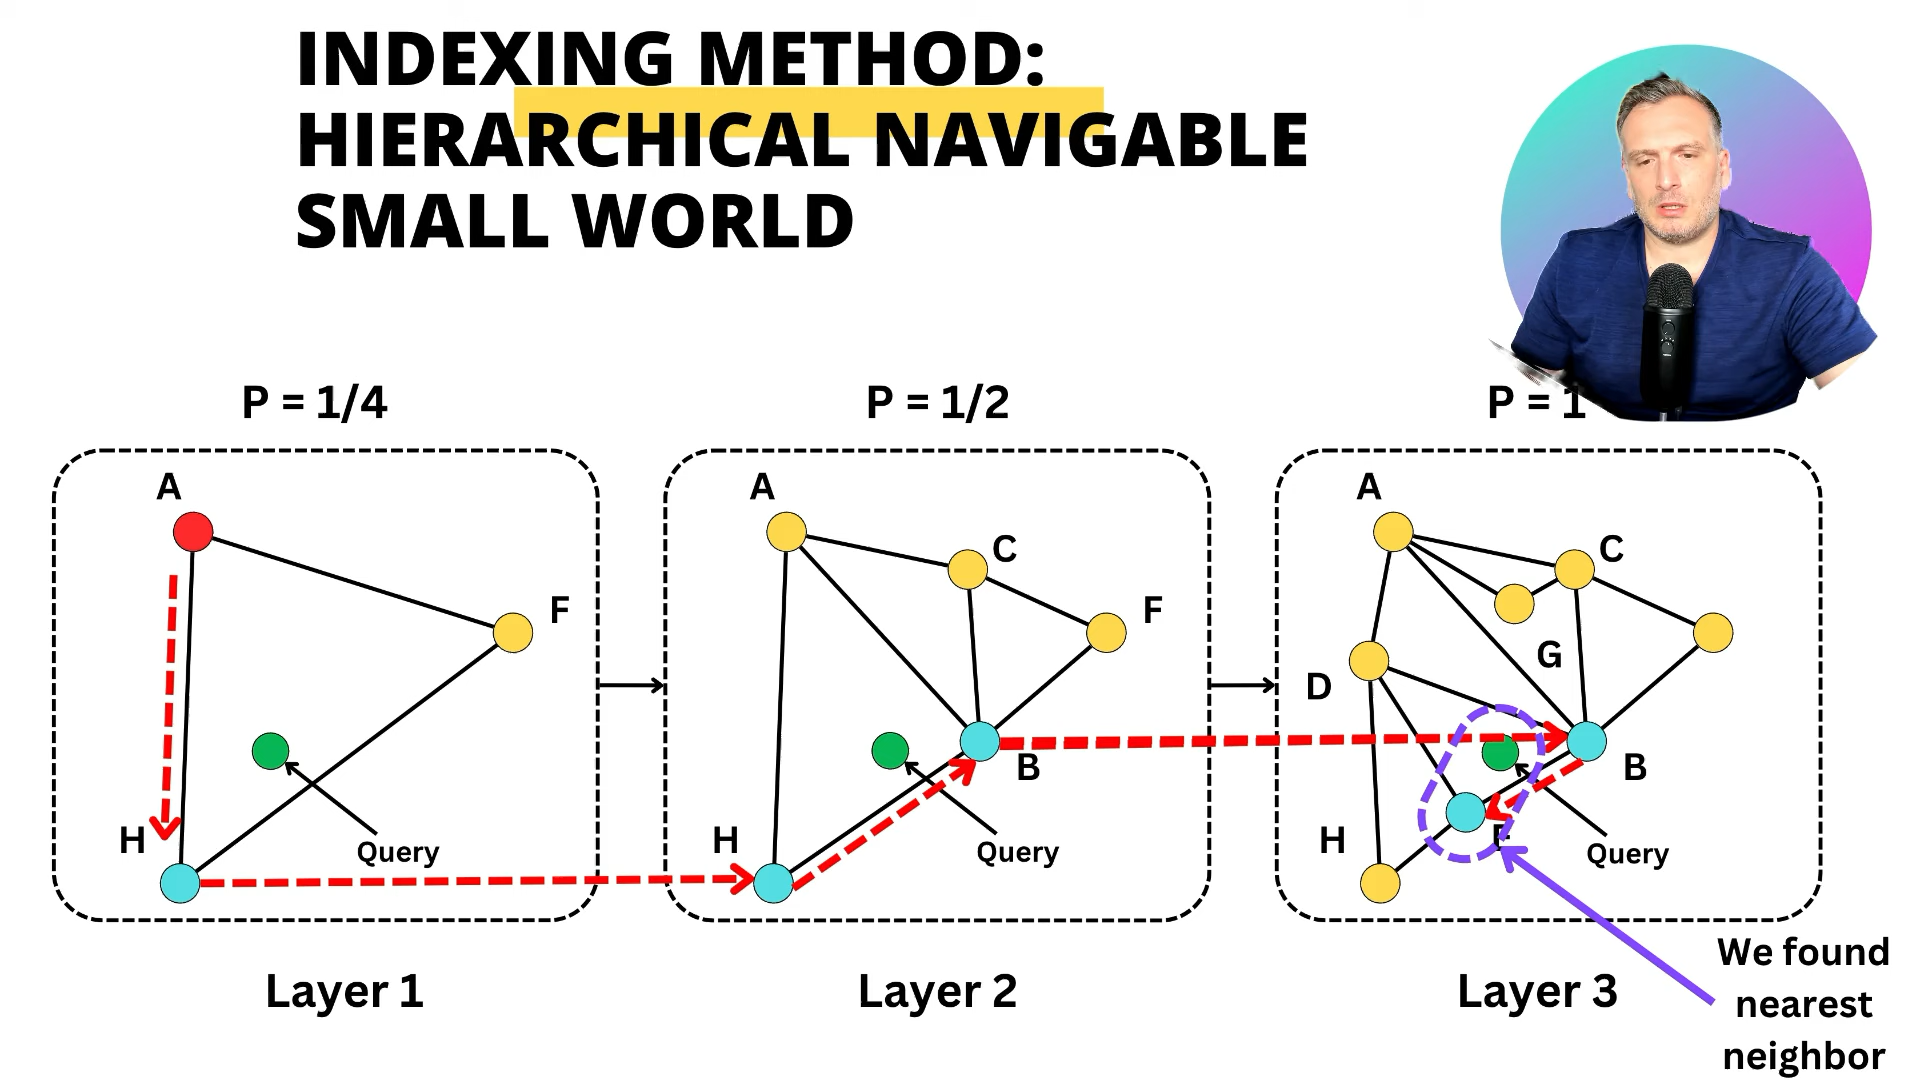 INDEXING METHOD:
HIERARCHICAL NAVIGABLE
SMALL WORLD
P = 1/4
P = 1/2
P = 1
A
F
H
Query
A
C
F
B
H
Query
A
C
G
D
B
E
H
Query
Layer 1
Layer 2
Layer 3
We found
nearest
neighbor